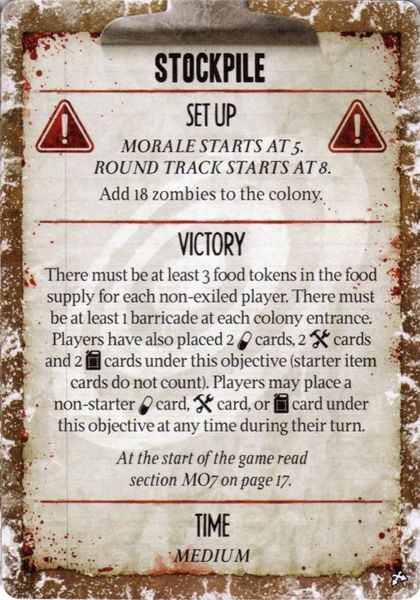 STOCKPILE
SET UP
MORALE STARTS AT 5.
ROUND TRACK STARTS AT 8.
Add 18 zombies to the colony.
VICTORY
There must be at least 3 food tokens in the food
supply for each non-exiled player. There must
be at least 1 barricade at each colony entrance.
Players have also placed 2 cards, 2 cards
and 2 cards under this objective (starter item
cards do not count). Players may place a
non-starter card, card, or card under
this objective at any time during their turn.
At the start of the game read
section MO7 on page 17.
TIME
MEDIUM